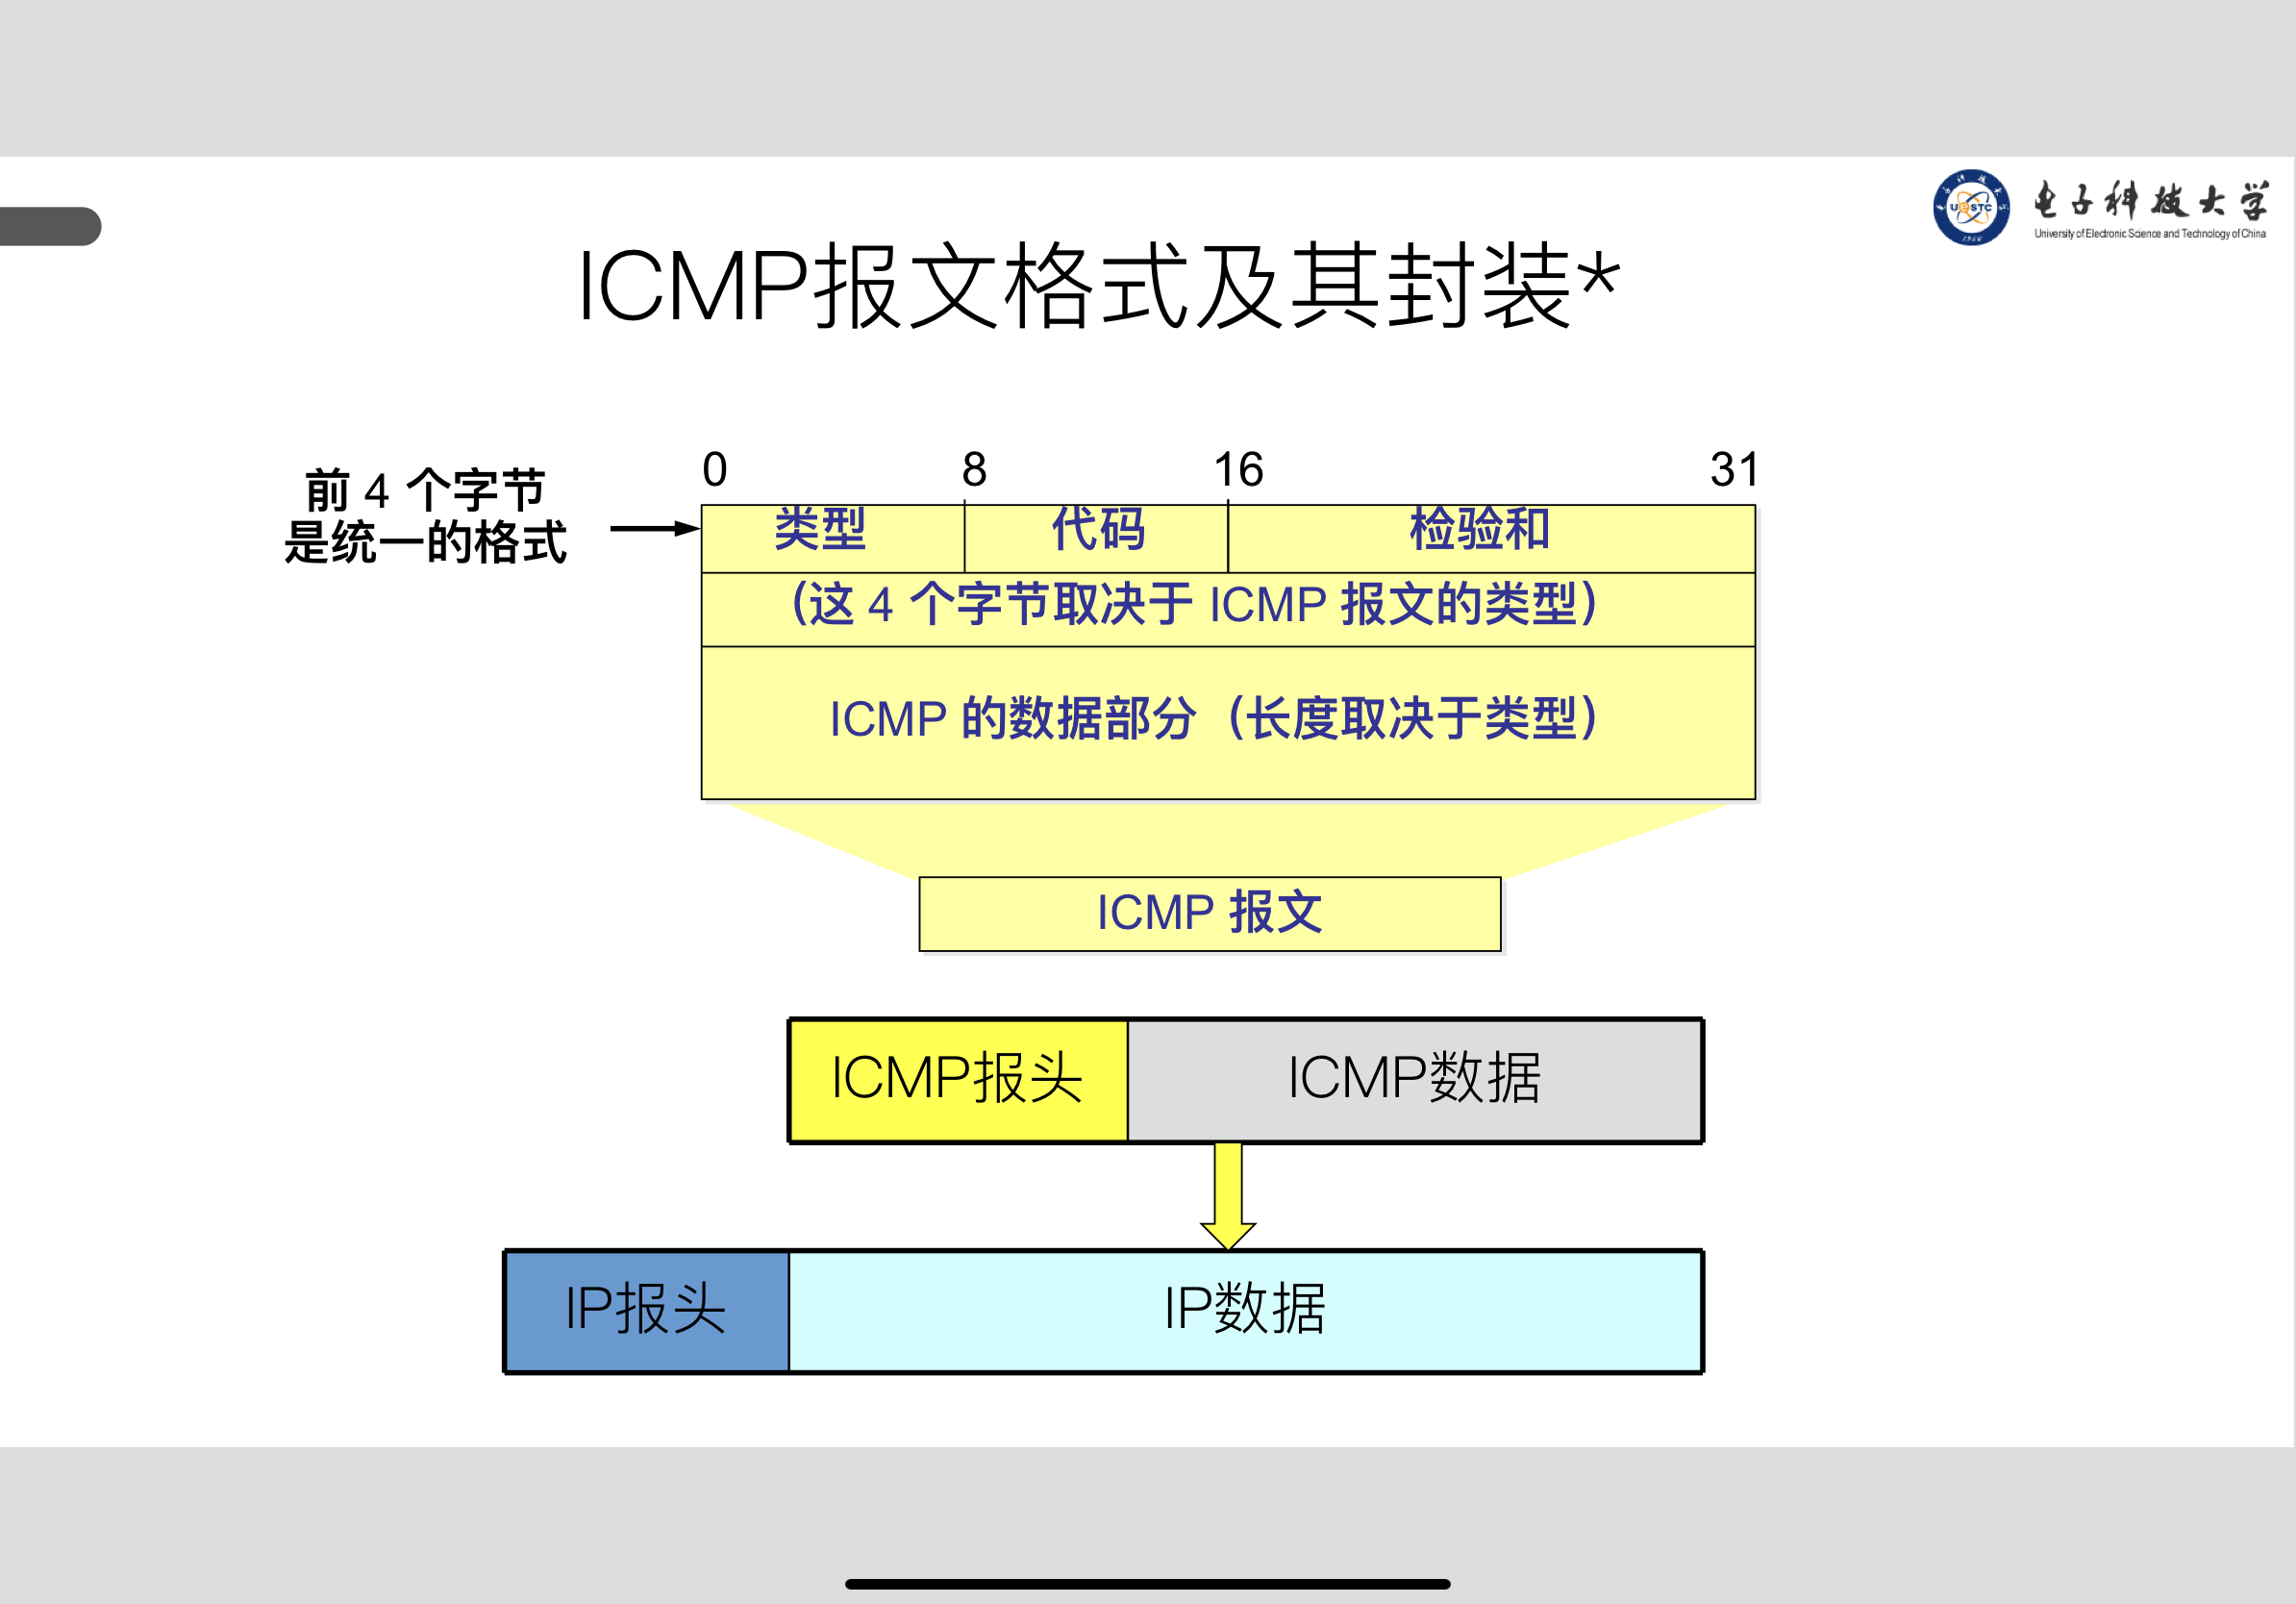 电子科技大学
University of Electronic Science and Technology of China
UESTC
1956
ICMP报文格式及其封装*
0 8 16 31
前 4 个字节
是统一的格式
类型 代码 检验和
(这 4 个字节取决于 ICMP 报文的类型)
ICMP 的数据部分 (长度取决于类型)
ICMP 报文
ICMP报头 ICMP数据
IP报头 IP数据